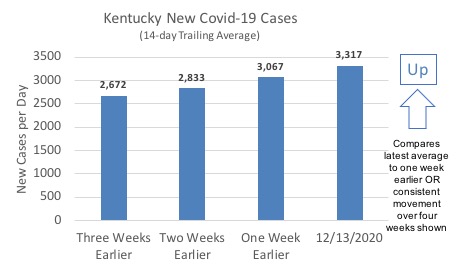 Kentucky New Covid-19 Cases
(14-day Trailing Average)
New Cases per Day
3500
3000
2500
2000
1500
1000
500
0
2,672
2,833
3,067
3,317
Three Weeks
Earlier
Two Weeks
Earlier
One Week
Earlier
12/13/2020
Up
Compares
latest average
to one week
earlier OR
consistent
movement
over four
weeks shown